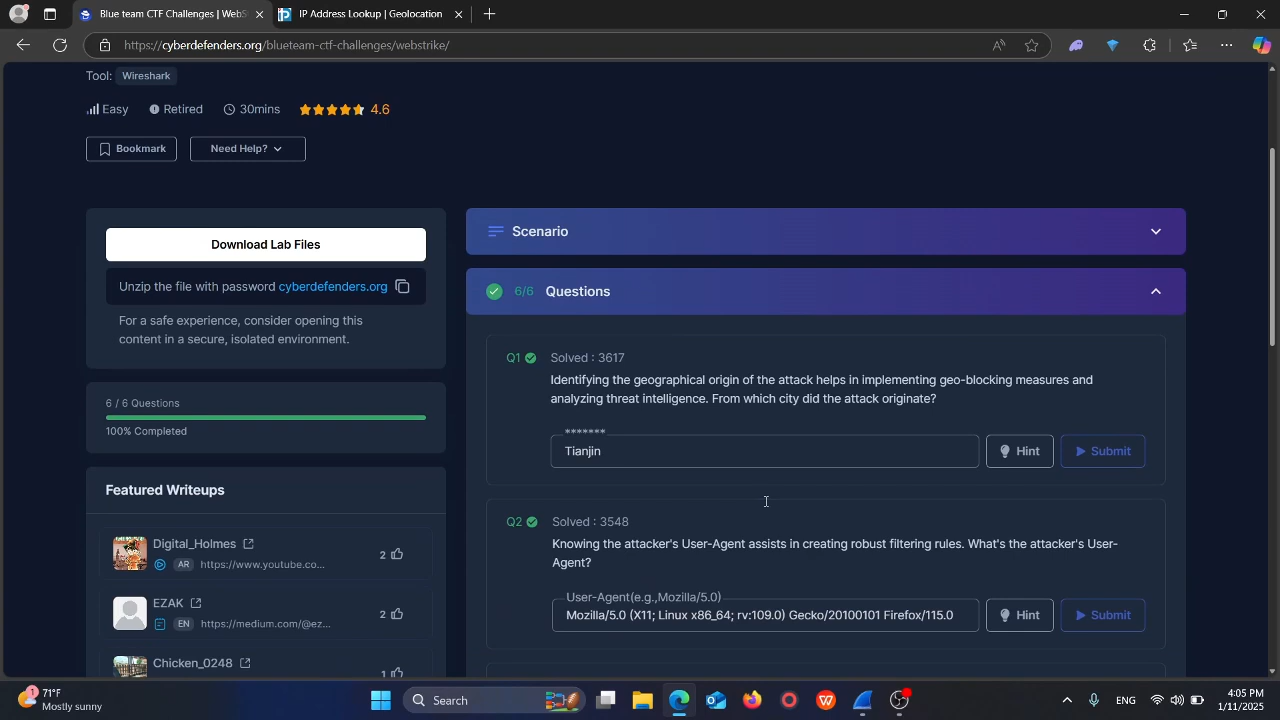 Blue team CTF Challenges | WebS
IP Address Lookup | Geolocation
https://cyberdefenders.org/blueteam-ctf-challenges/webstrike/
Tool: Wireshark
Easy Retired 30mins 4.6
Bookmark Need Help?
Download Lab Files
Unzip the file with password cyberdefenders.org
For a safe experience, consider opening this
content in a secure, isolated environment.
6 / 6 Questions
100% Completed
Featured Writeups
Digital_Holmes
2
AR https://www.youtube.co...
EZAK
2
EN https://medium.com/@ez...
Chicken_0248
1
Scenario
6/6 Questions
Q1 Solved : 3617
Identifying the geographical origin of the attack helps in implementing geo-blocking measures and
analyzing threat intelligence. From which city did the attack originate?
*******
Tianjin Hint Submit
Q2 Solved : 3548
Knowing the attacker's User-Agent assists in creating robust filtering rules. What's the attacker's User-
Agent?
User-Agent(e.g.,Mozilla/5.0)
Mozilla/5.0 (X11; Linux x86_64; rv:109.0) Gecko/20100101 Firefox/115.0 Hint Submit
1
71°F
Mostly sunny
Search
ENG
4:05 PM
1/11/2025